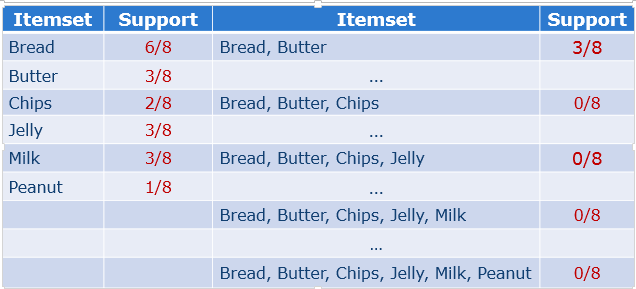 Itemset Support Itemset Support
Bread 6/8 Bread, Butter 3/8
Butter 3/8 ...
Chips 2/8 Bread, Butter, Chips 0/8
Jelly 3/8 ...
Milk 3/8 Bread, Butter, Chips, Jelly 0/8
Peanut 1/8 ...
Bread, Butter, Chips, Jelly, Milk 0/8
...
Bread, Butter, Chips, Jelly, Milk, Peanut 0/8